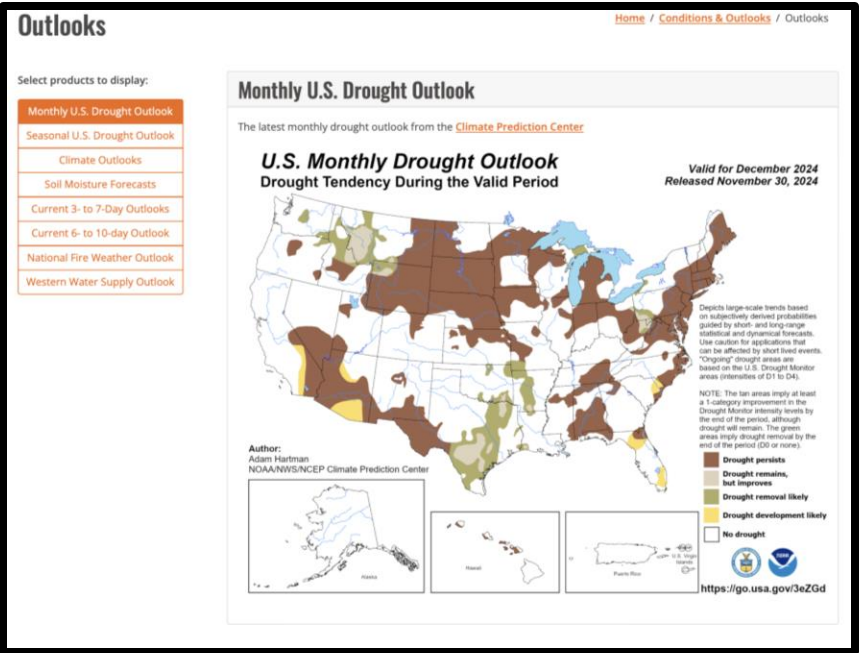 Outlooks
Home / Conditions & Outlooks / Outlooks
Select products to display:
Monthly U.S. Drought Outlook
Seasonal U.S. Drought Outlook
Climate Outlooks
Soil Moisture Forecasts
Current 3- to 7-Day Outlooks
Current 6- to 10-day Outlook
National Fire Weather Outlook
Western Water Supply Outlook
Monthly U.S. Drought Outlook
The latest monthly drought outlook from the Climate Prediction Center
U.S. Monthly Drought Outlook
Drought Tendency During the Valid Period
Valid for December 2024
Released November 30, 2024
Depicts large-scale trends based
on subjectively derived probabilities
guided by short- and long-range
statistical and dynamical forecasts.
Use caution for applications that
can be affected by short lived events.
"Ongoing" drought areas are
based on the U.S. Drought Monitor
areas (intensities of D1 to D4).
NOTE: The tan areas imply at least
a 1-category improvement in the
Drought Monitor intensity levels by
the end of the period, although
drought will remain. The green
areas imply drought removal by the
end of the period (D0 or none).
Author:
Adam Hartman
NOAA/NWS/NCEP Climate Prediction Center
Drought persists
Drought remains,
but improves
Drought removal likely
Drought development likely
No drought
Alaska
Hawaii
Puerto Rico
U.S. Virgin
Islands
https://go.usa.gov/3eZGd